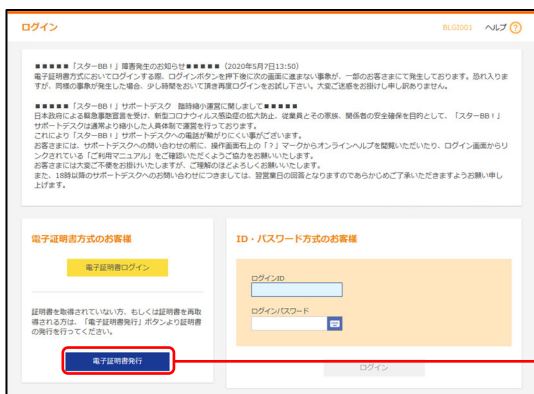 ログイン
BLGI001 ヘルプ ?
■■■■■「スターBB！」障害発生のお知らせ■■■■■（2020年5月7日13:50）
電子証明書方式においてログインする際、ログインボタンを押下後に次の画面に進まない事象が、一部のお客さまにて発生しております。恐れ入りま
すが、同様の事象が発生した場合、少し時間をおいて頂き再度ログインをお試し下さい。大変ご迷惑をお掛けし申し訳ありません。
■■■■■「スターBB！」サポートデスク　臨時縮小運営に関しまして■■■■■
日本政府による緊急事態宣言を受け、新型コロナウィルス感染症の拡大防止、従業員とその家族、関係者の安全確保を目的として、「スターBB！」
サポートデスクは通常より縮小した人員体制で運営を行っております。
これにより「スターBB！」サポートデスクへの電話が繋がりにくい事がございます。
お客さまには、サポートデスクへの問い合わせの前に、操作画面右上の「？」マークからオンラインヘルプを閲覧いただいたり、ログイン画面からリ
ンクされている「ご利用マニュアル」をご確認いただくようご協力をお願いいたします。
お客さまには大変ご不便をお掛けいたしますが、ご理解のほどよろしくお願いいたします。
また、18時以降のサポートデスクへのお問い合わせにつきましては、翌営業日の回答となりますのであらかじめご了承いただきますようお願い申し
上げます。
電子証明書方式のお客様
電子証明書ログイン
証明書を取得されていない方、もしくは証明書を再取
得される方は、「電子証明書発行」ボタンより証明書
の発行を行ってください。
電子証明書発行
ID・パスワード方式のお客様
ログインID
ログインパスワード
ログイン